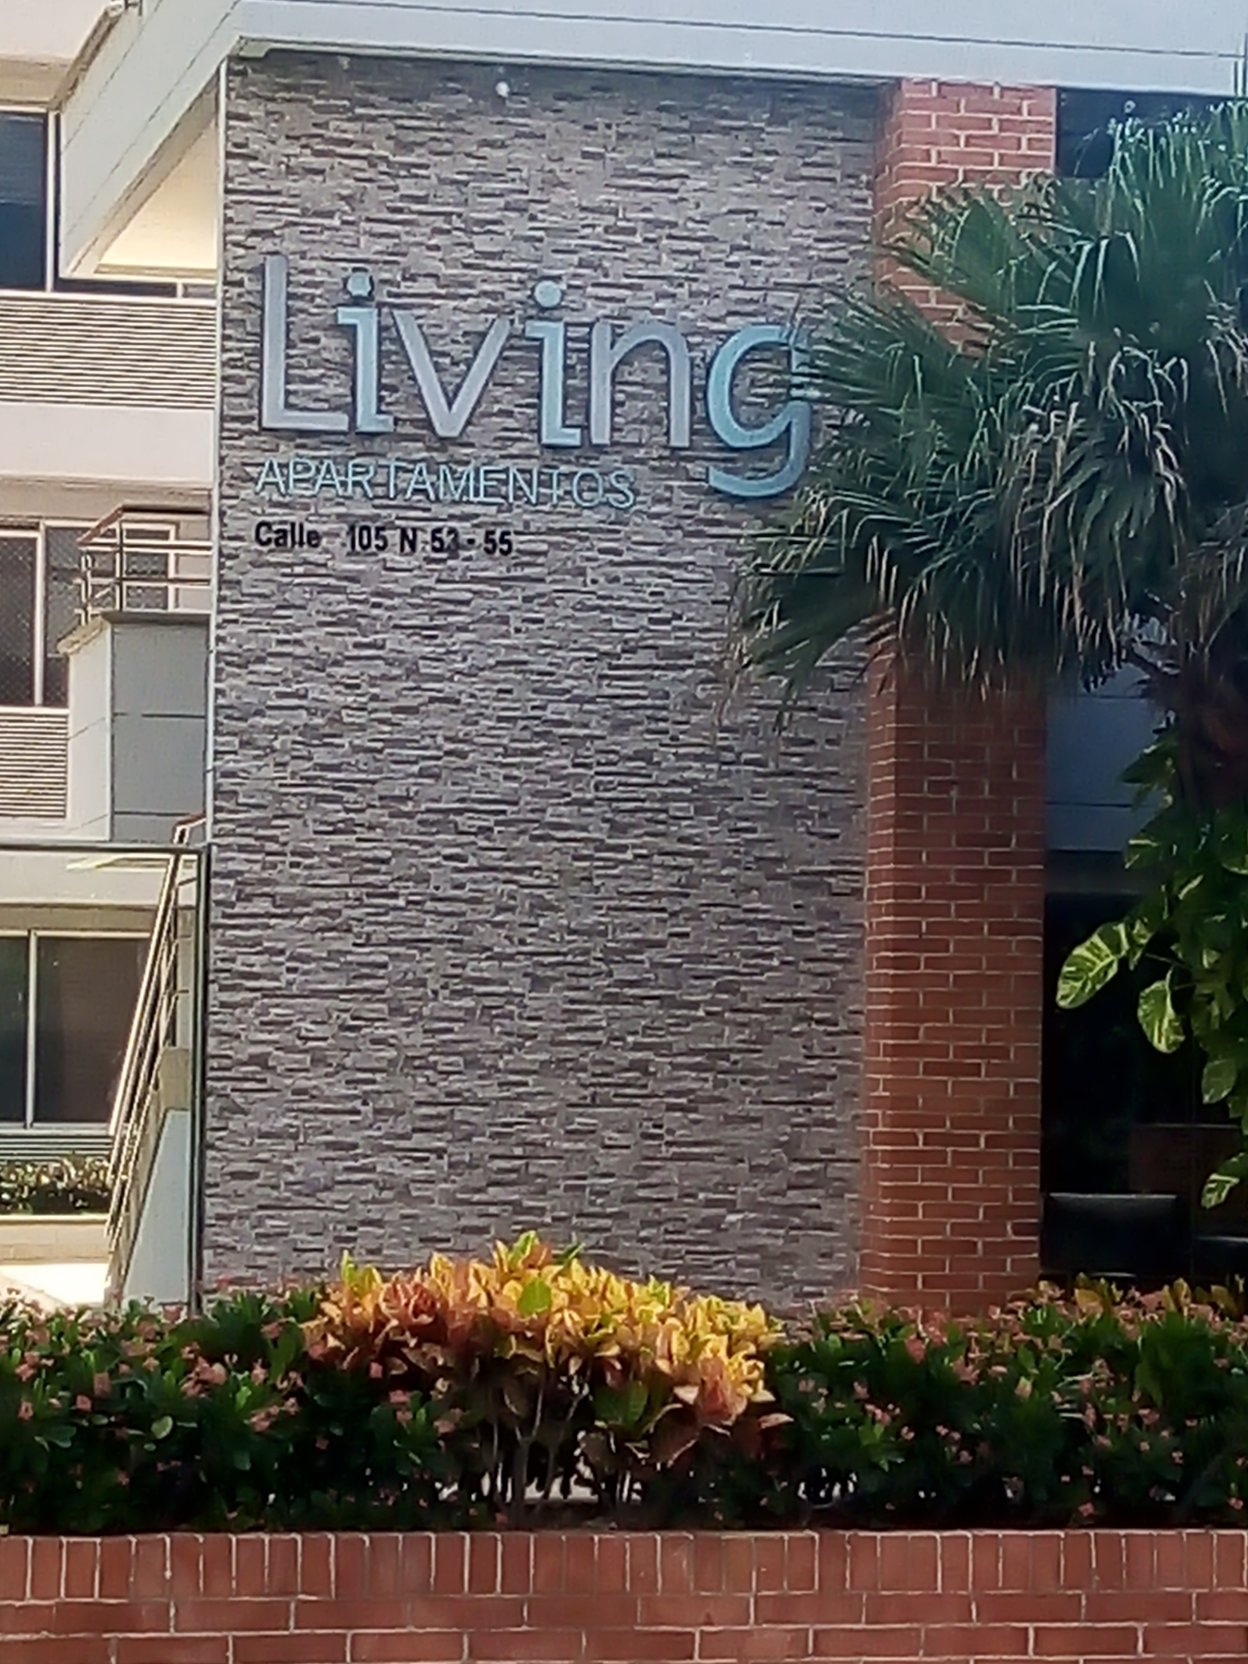 Living
APARTAMENTOS
Calle 105 N 53 - 55